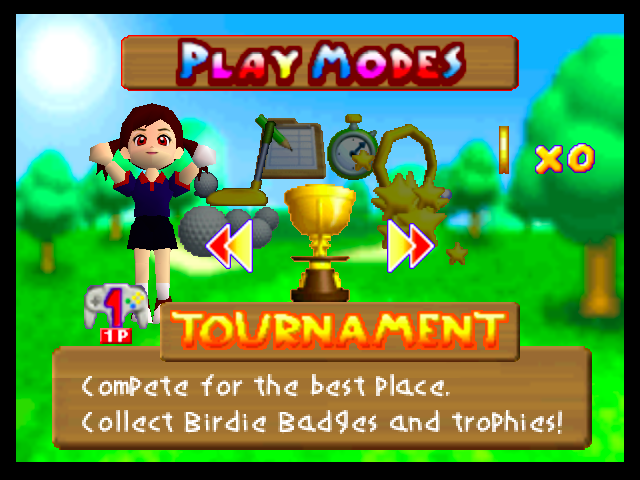 PLAY MODES
x0
1
1P
TOURNAMENT
Compete for the best place.
Collect Birdie Badges and trophies!